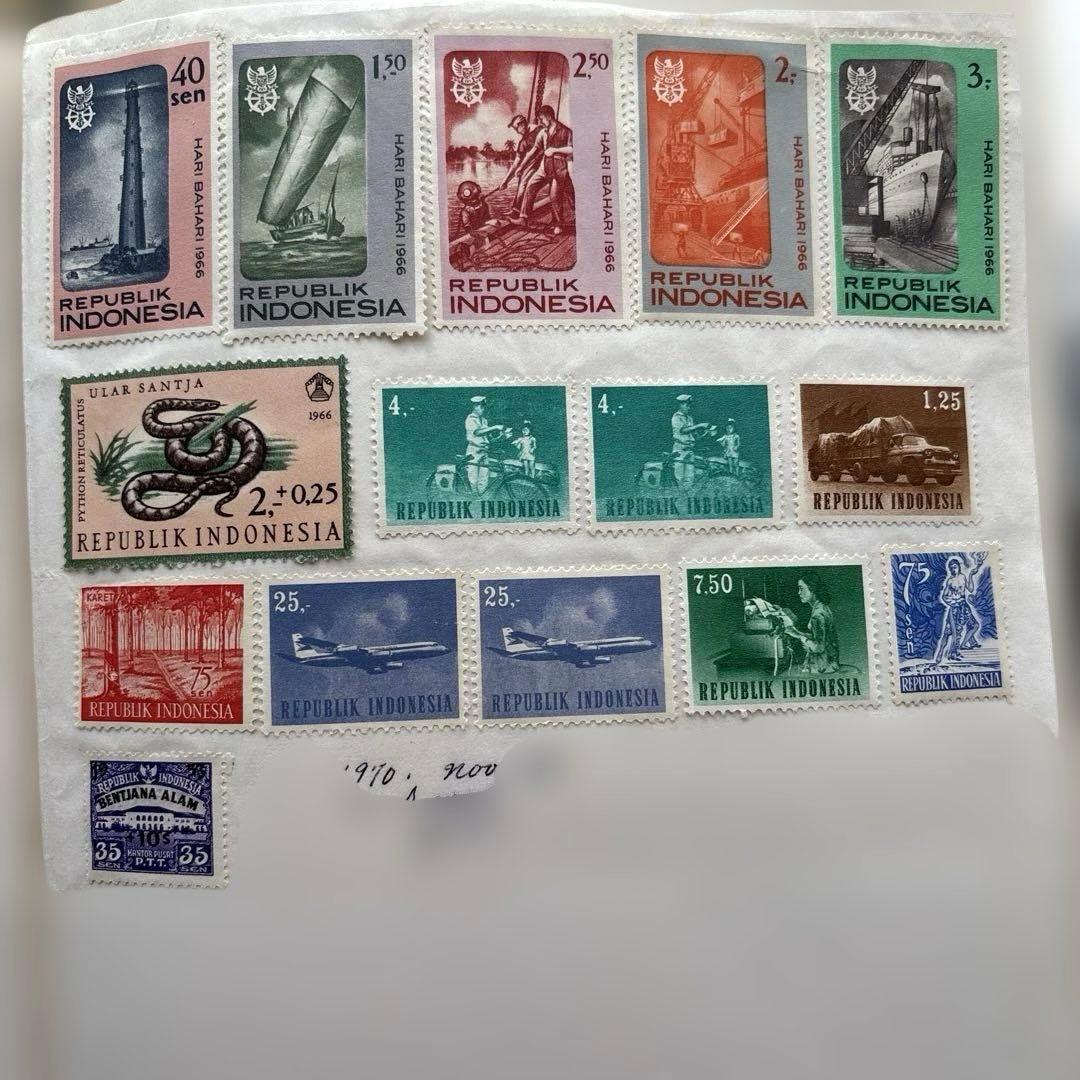 40
sen
HARI BAHARI 1966
REPUBLIK
INDONESIA
1,50
HARI BAHARI 1966
REPUBLIK
INDONESIA
2,50
HARI BAHARI 1966
REPUBLIK
INDONESIA
2,-
HARI BAHARI 1966
REPUBLIK
INDONESIA
3,-
HARI BAHARI 1966
REPUBLIK
INDONESIA
ULAR SANTJA
PYTHON RETICULATUS
1966
2,-+0,25
REPUBLIK INDONESIA
4,-
REPUBLIK INDONESIA
4,-
REPUBLIK INDONESIA
1,25
REPUBLIK INDONESIA
KARET
75
sen
REPUBLIK INDONESIA
25,-
REPUBLIK INDONESIA
25,-
REPUBLIK INDONESIA
7.50
REPUBLIK INDONESIA
75
sen
REPUBLIK INDONESIA
REPUBLIK INDONESIA
BENTJANA ALAM
+10s
35 KANTOR PUSAT 35
SEN P.T.T. SEN